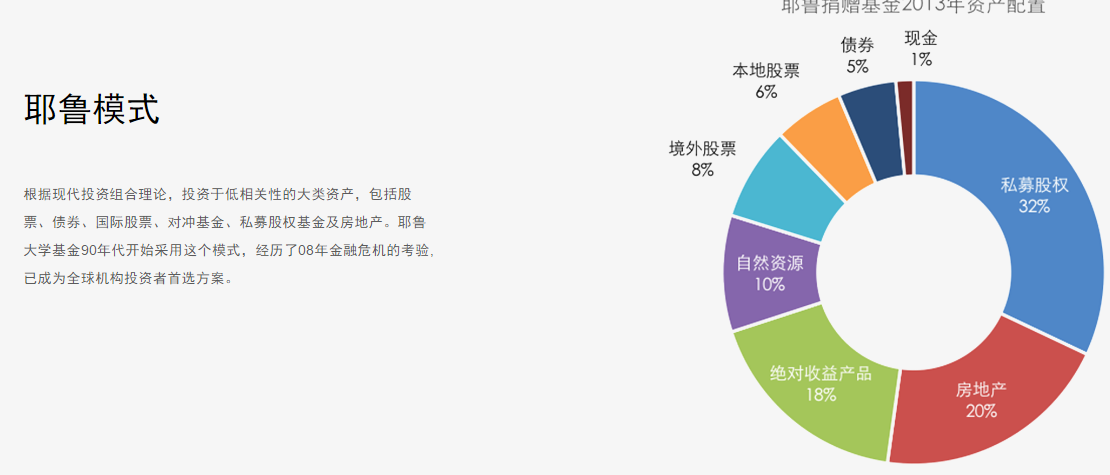 耶鲁捐赠基金2013年资产配置
耶鲁模式
根据现代投资组合理论，投资于低相关性的大类资产，包括股
票、债券、国际股票、对冲基金、私募股权基金及房地产。耶鲁
大学基金90年代开始采用这个模式，经历了08年金融危机的考验,
已成为全球机构投资者首选方案。
现金
1%
债券
5%
本地股票
6%
境外股票
8%
私募股权
32%
自然资源
10%
绝对收益产品
18%
房地产
20%